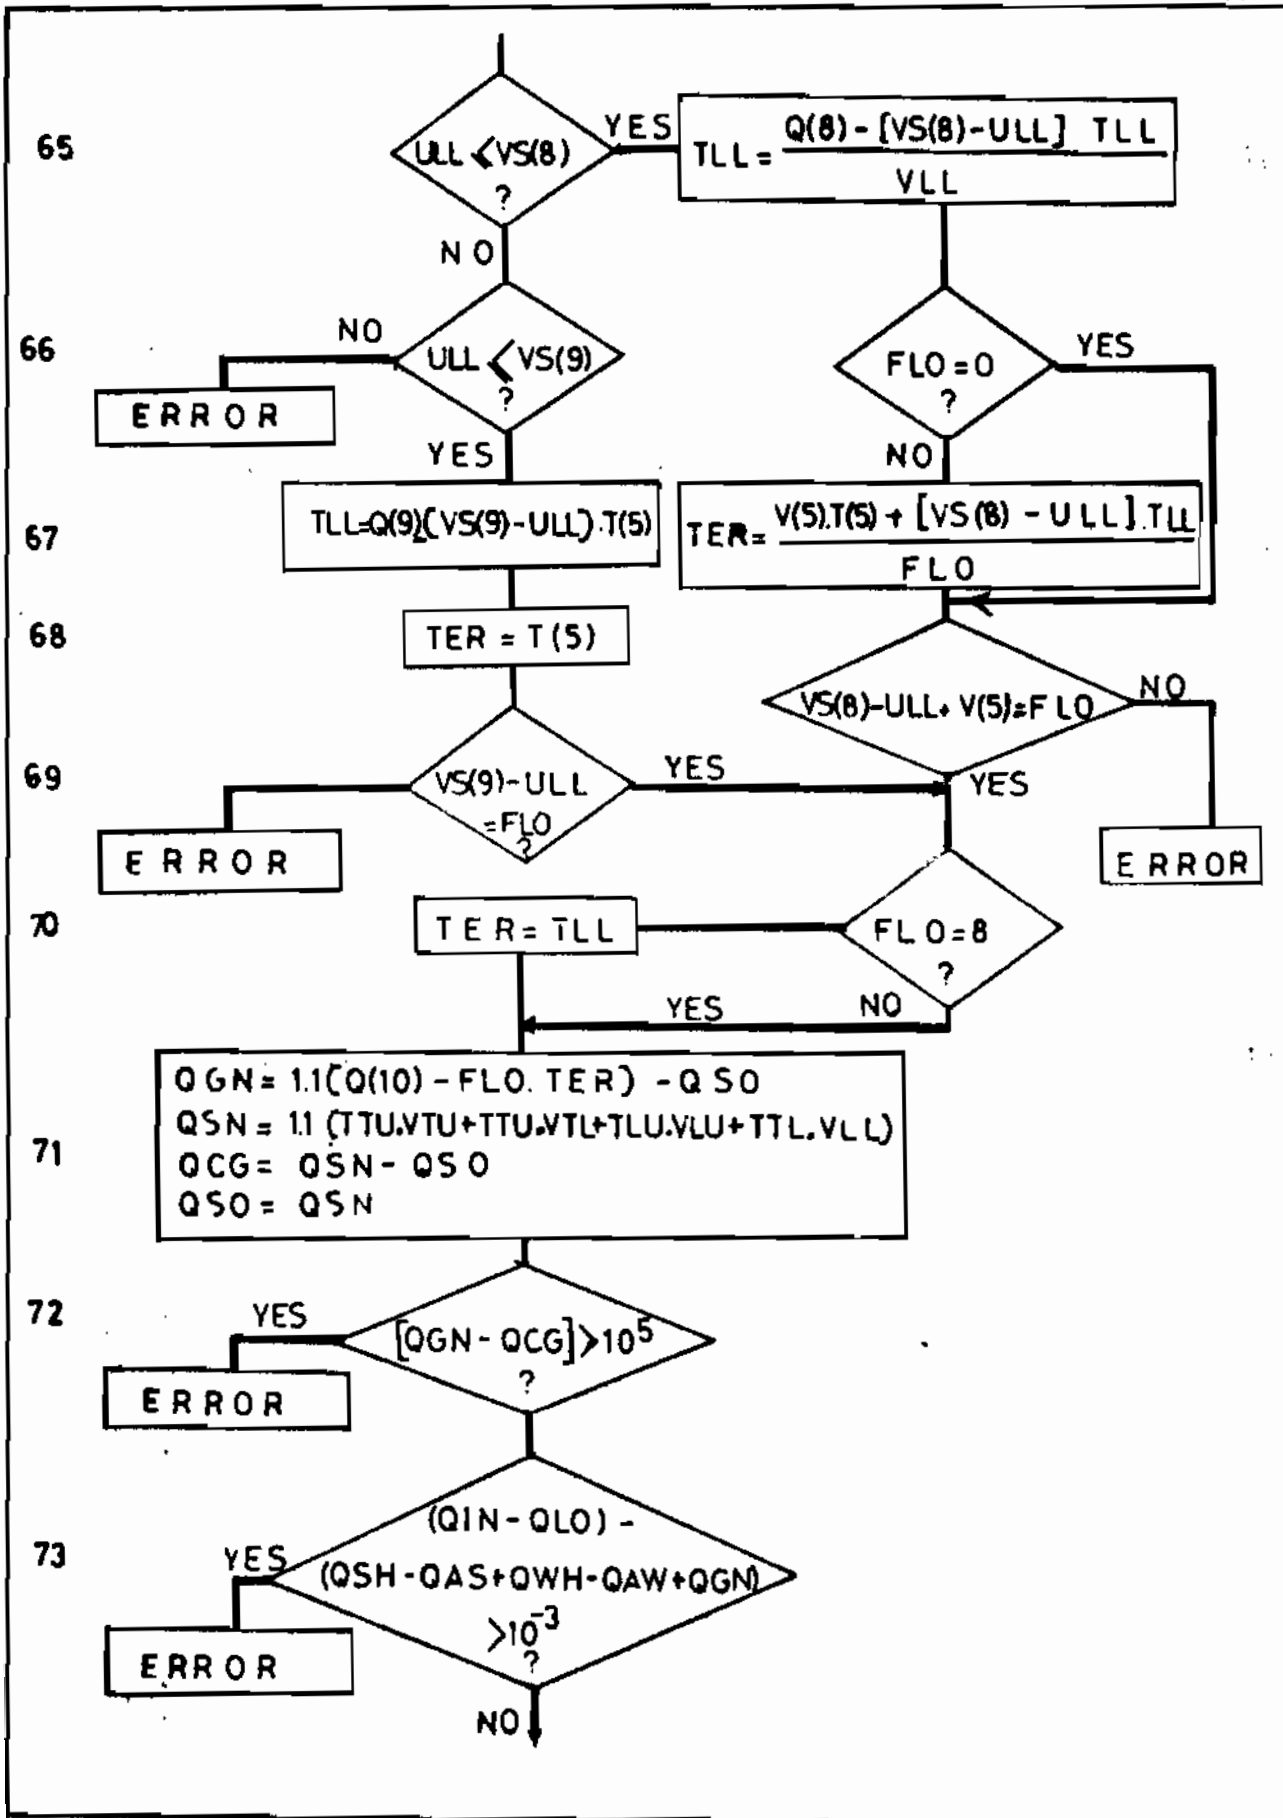 65
ULL < VS(8)
?
YES
TLL = Q(8) - [VS(8)-ULL] TLL
VLL
NO
66
NO
ULL < VS(9)
?
ERROR
YES
FLO = 0
?
YES
NO
67
TLL=Q(9)(VS(9)-ULL).T(5)
TER= V(5).T(5) + [VS(8) - ULL].TLL
FLO
68
TER = T(5)
VS(8)-ULL+V(5)=FLO
NO
YES
ERROR
69
VS(9)-ULL
=FLO
?
YES
ERROR
70
TER= TLL
FLO=8
?
YES
NO
71
QGN= 1.1(Q(10) - FLO. TER) - QSO
QSN = 1.1 (TTU.VTU+TTU.VTL+TLU.VLU+TTL.VLL)
QCG= QSN- QSO
QSO= QSN
72
YES
[QGN - QCG]>10^5
?
ERROR
73
YES
(QIN - QLO) -
(QSH-QAS+QWH-QAW+QGN)
>10^-3
?
ERROR
NO